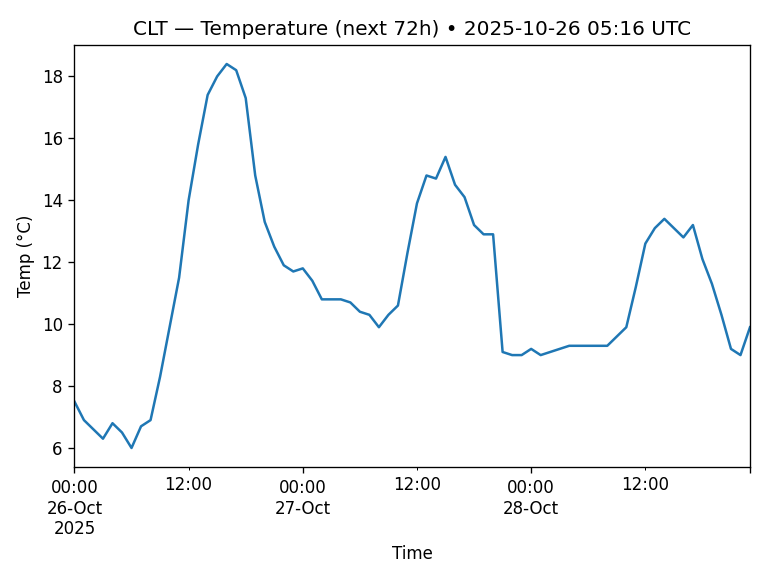 CLT — Temperature (next 72h) • 2025-10-26 05:16 UTC
18
16
14
12
10
8
6
Temp (°C)
00:00 12:00 00:00 12:00 00:00 12:00
26-Oct 27-Oct 28-Oct
2025
Time